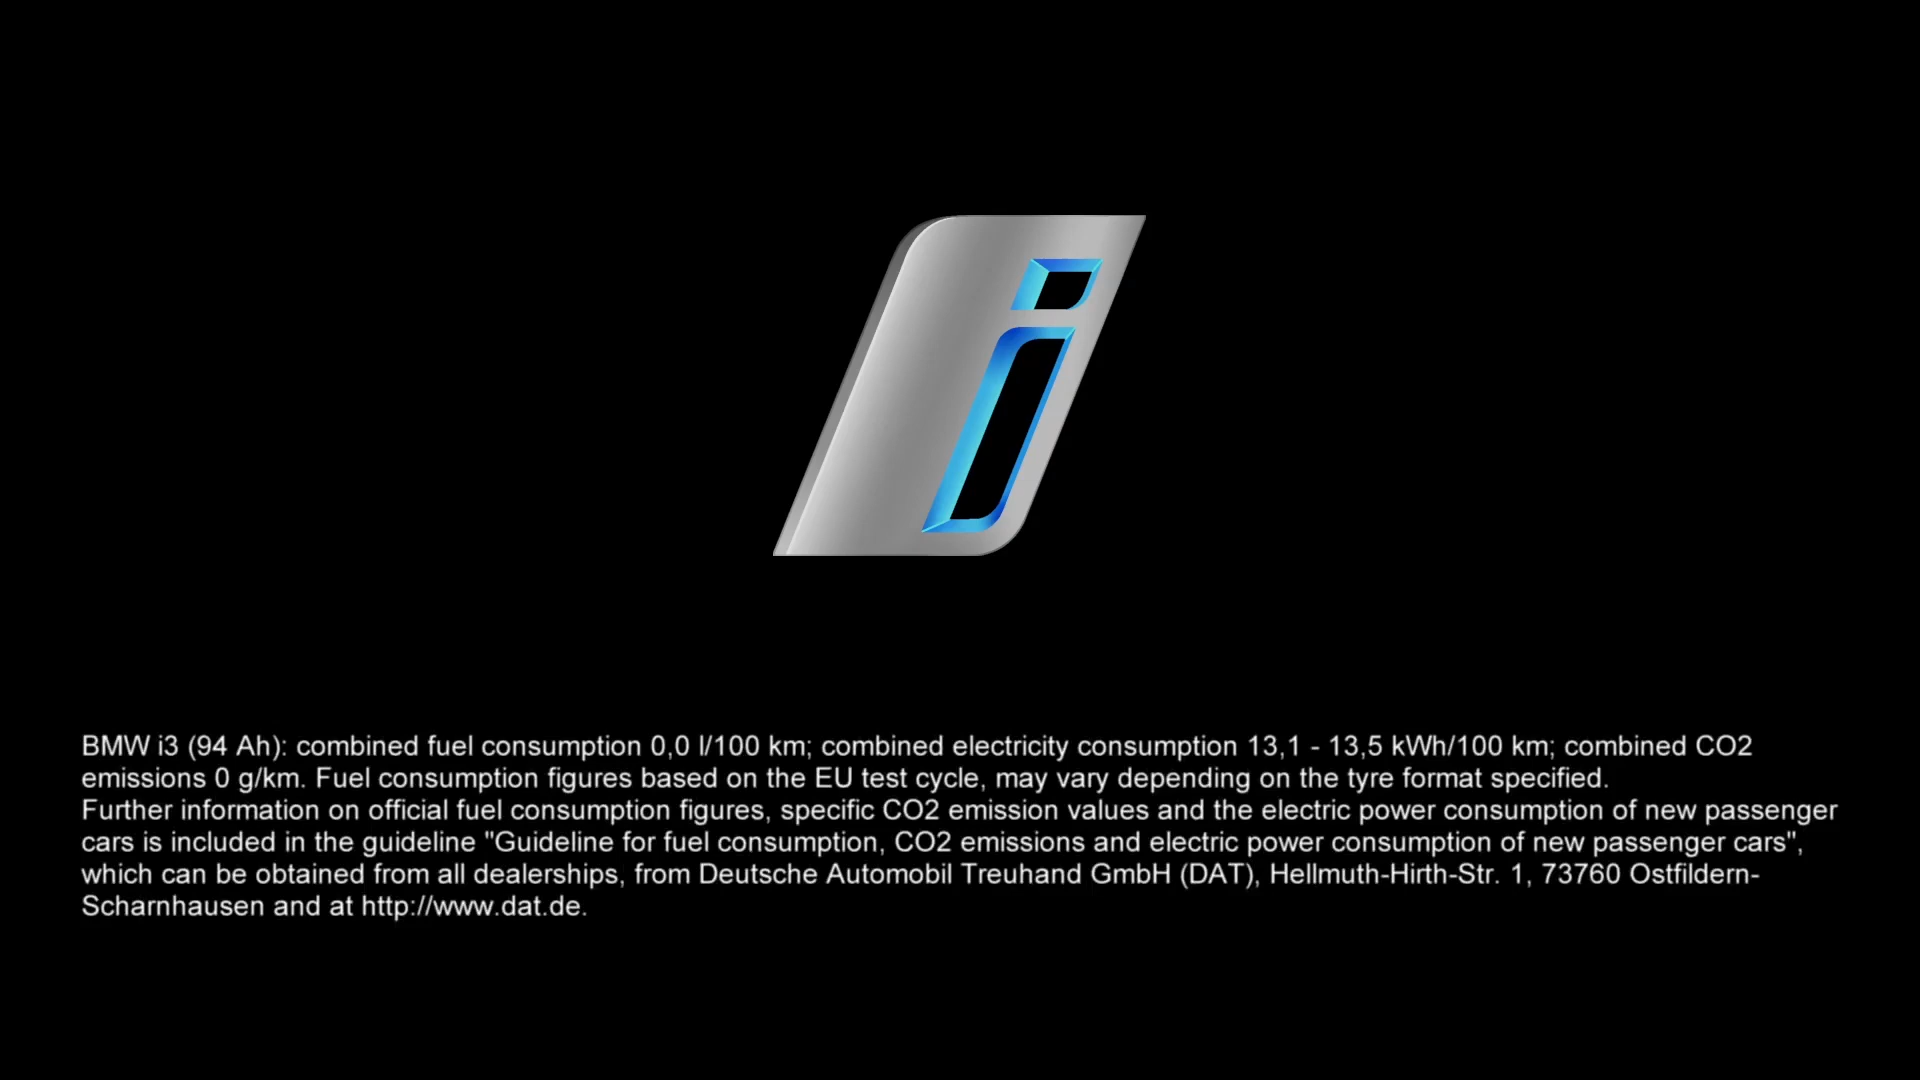 i
BMW i3 (94 Ah): combined fuel consumption 0,0 l/100 km; combined electricity consumption 13,1 - 13,5 kWh/100 km; combined CO2
emissions 0 g/km. Fuel consumption figures based on the EU test cycle, may vary depending on the tyre format specified.
Further information on official fuel consumption figures, specific CO2 emission values and the electric power consumption of new passenger
cars is included in the guideline "Guideline for fuel consumption, CO2 emissions and electric power consumption of new passenger cars",
which can be obtained from all dealerships, from Deutsche Automobil Treuhand GmbH (DAT), Hellmuth-Hirth-Str. 1, 73760 Ostfildern-
Scharnhausen and at http://www.dat.de.